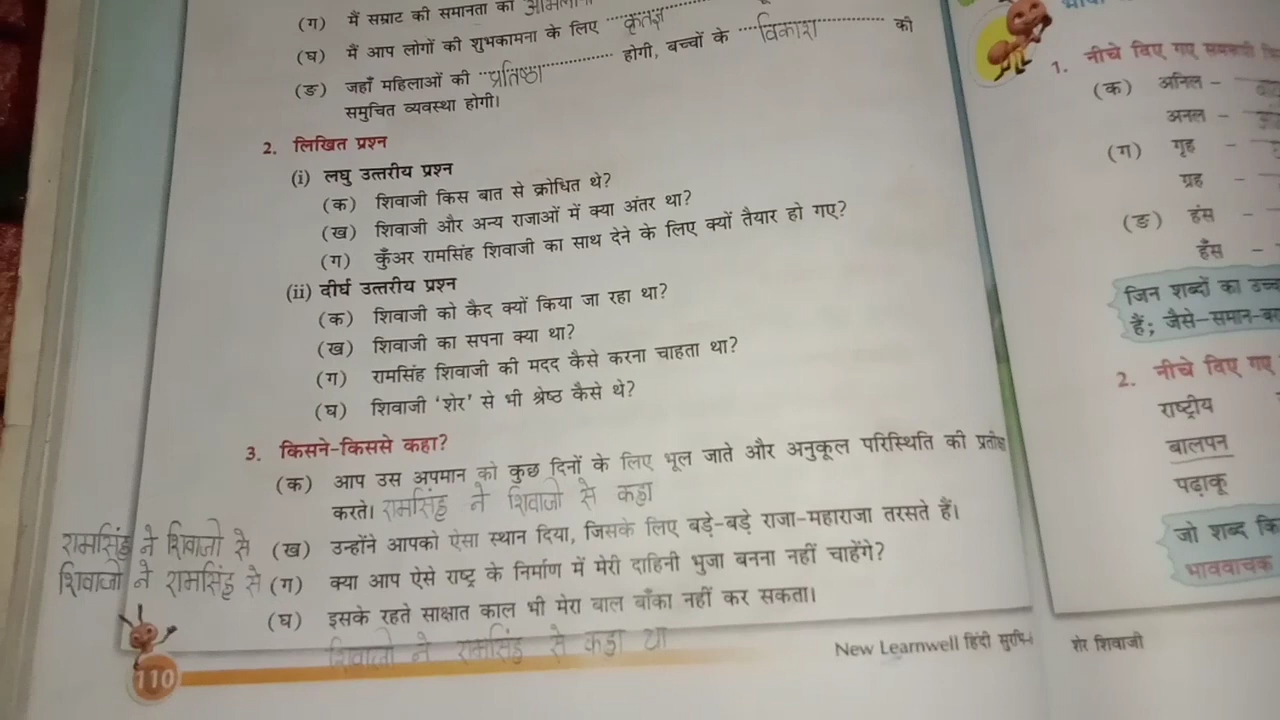 (ग) मैं सम्राट की समानता का
(घ) मैं आप लोगों की शुभकामना के लिए कृतज्ञ
(ङ) जहाँ महिलाओं की प्रतिष्ठा होगी, बच्चों के विकाश की
समुचित व्यवस्था होगी।
2. लिखित प्रश्न
(i) लघु उत्तरीय प्रश्न
(क) शिवाजी किस बात से क्रोधित थे?
(ख) शिवाजी और अन्य राजाओं में क्या अंतर था?
(ग) कुँअर रामसिंह शिवाजी का साथ देने के लिए क्यों तैयार हो गए?
(ii) दीर्घ उत्तरीय प्रश्न
(क) शिवाजी को कैद क्यों किया जा रहा था?
(ख) शिवाजी का सपना क्या था?
(ग) रामसिंह शिवाजी की मदद कैसे करना चाहता था?
(घ) शिवाजी 'शेर' से भी श्रेष्ठ कैसे थे?
3. किसने-किससे कहा?
(क) आप उस अपमान को कुछ दिनों के लिए भूल जाते और अनुकूल परिस्थिति की
करते। रामसिंह ने शिवाजी से कहा
रामसिंह ने शिवाजी से (ख) उन्होंने आपको ऐसा स्थान दिया, जिसके लिए बड़े-बड़े राजा-महाराजा तरसते हैं।
शिवाजी ने रामसिंह से (ग) क्या आप ऐसे राष्ट्र के निर्माण में मेरी दाहिनी भुजा बनना नहीं चाहेंगे?
(घ) इसके रहते साक्षात काल भी मेरा बाल बाँका नहीं कर सकता।
शिवाजी ने रामसिंह से कहा था
110
New Learnwell हिंदी
1. नीचे दिए गए
(क) अनिल -
अनल -
(ग) गृह -
ग्रह -
(ङ) हंस -
हँस -
जिन शब्दों का
हैं; जैसे-समान-
2. नीचे दिए गए
राष्ट्रीय
बालपन
पढ़ाकू
जो शब्द
भाववाचक
शेर शिवाजी